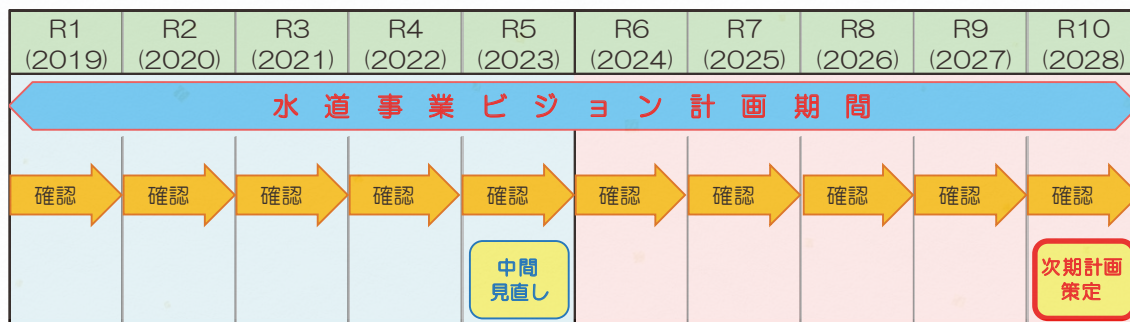 R1 R2 R3 R4 R5 R6 R7 R8 R9 R10
(2019) (2020) (2021) (2022) (2023) (2024) (2025) (2026) (2027) (2028)
水道事業ビジョン計画期間
確認 確認 確認 確認 確認 確認 確認 確認 確認 確認
中間
見直し
次期計画
策定